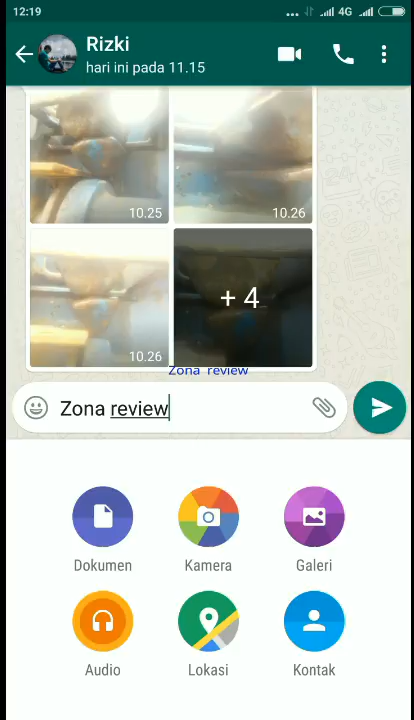 12:19
... 4G
Rizki
hari ini pada 11.15
10.25
10.26
10.26
+ 4
Zona review
Zona review
Dokumen
Kamera
Galeri
Audio
Lokasi
Kontak